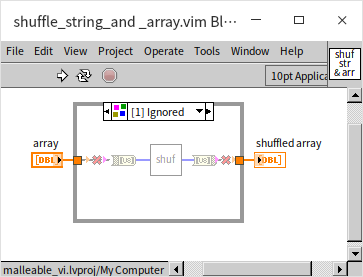 shuffle_string_and _array.vim Bl...
File Edit View Project Operate Tools Window Help
shuf
str
& arr
10pt Applica
[1] Ignored
array
shuffled array
[DBL]
[U8]
shuf
[U8]
DBL]
malleable_vi.lvproj/My Computer